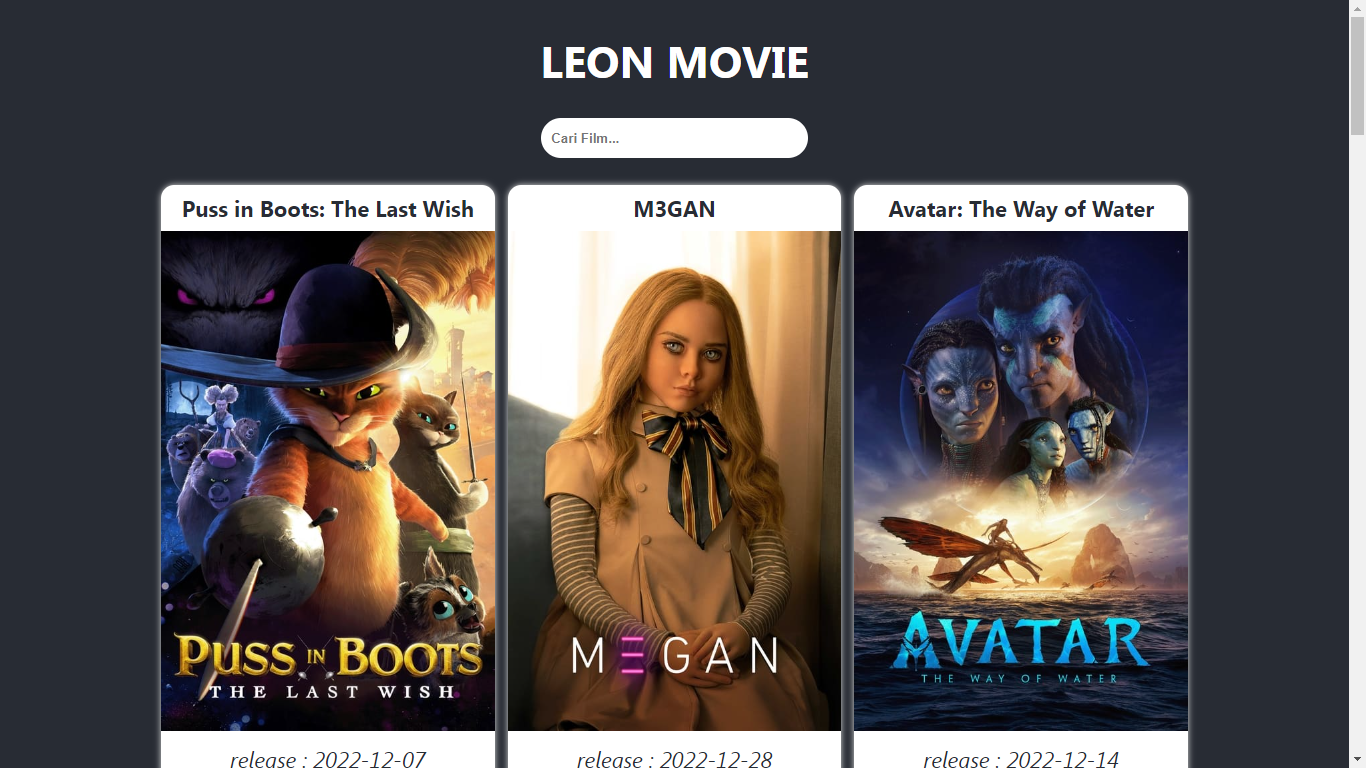 LEON MOVIE
Cari Film...
Puss in Boots: The Last Wish
M3GAN
Avatar: The Way of Water
PUSS IN BOOTS
THE LAST WISH
M≡GAN
AVATAR
THE WAY OF WATER
release : 2022-12-07
release : 2022-12-28
release : 2022-12-14